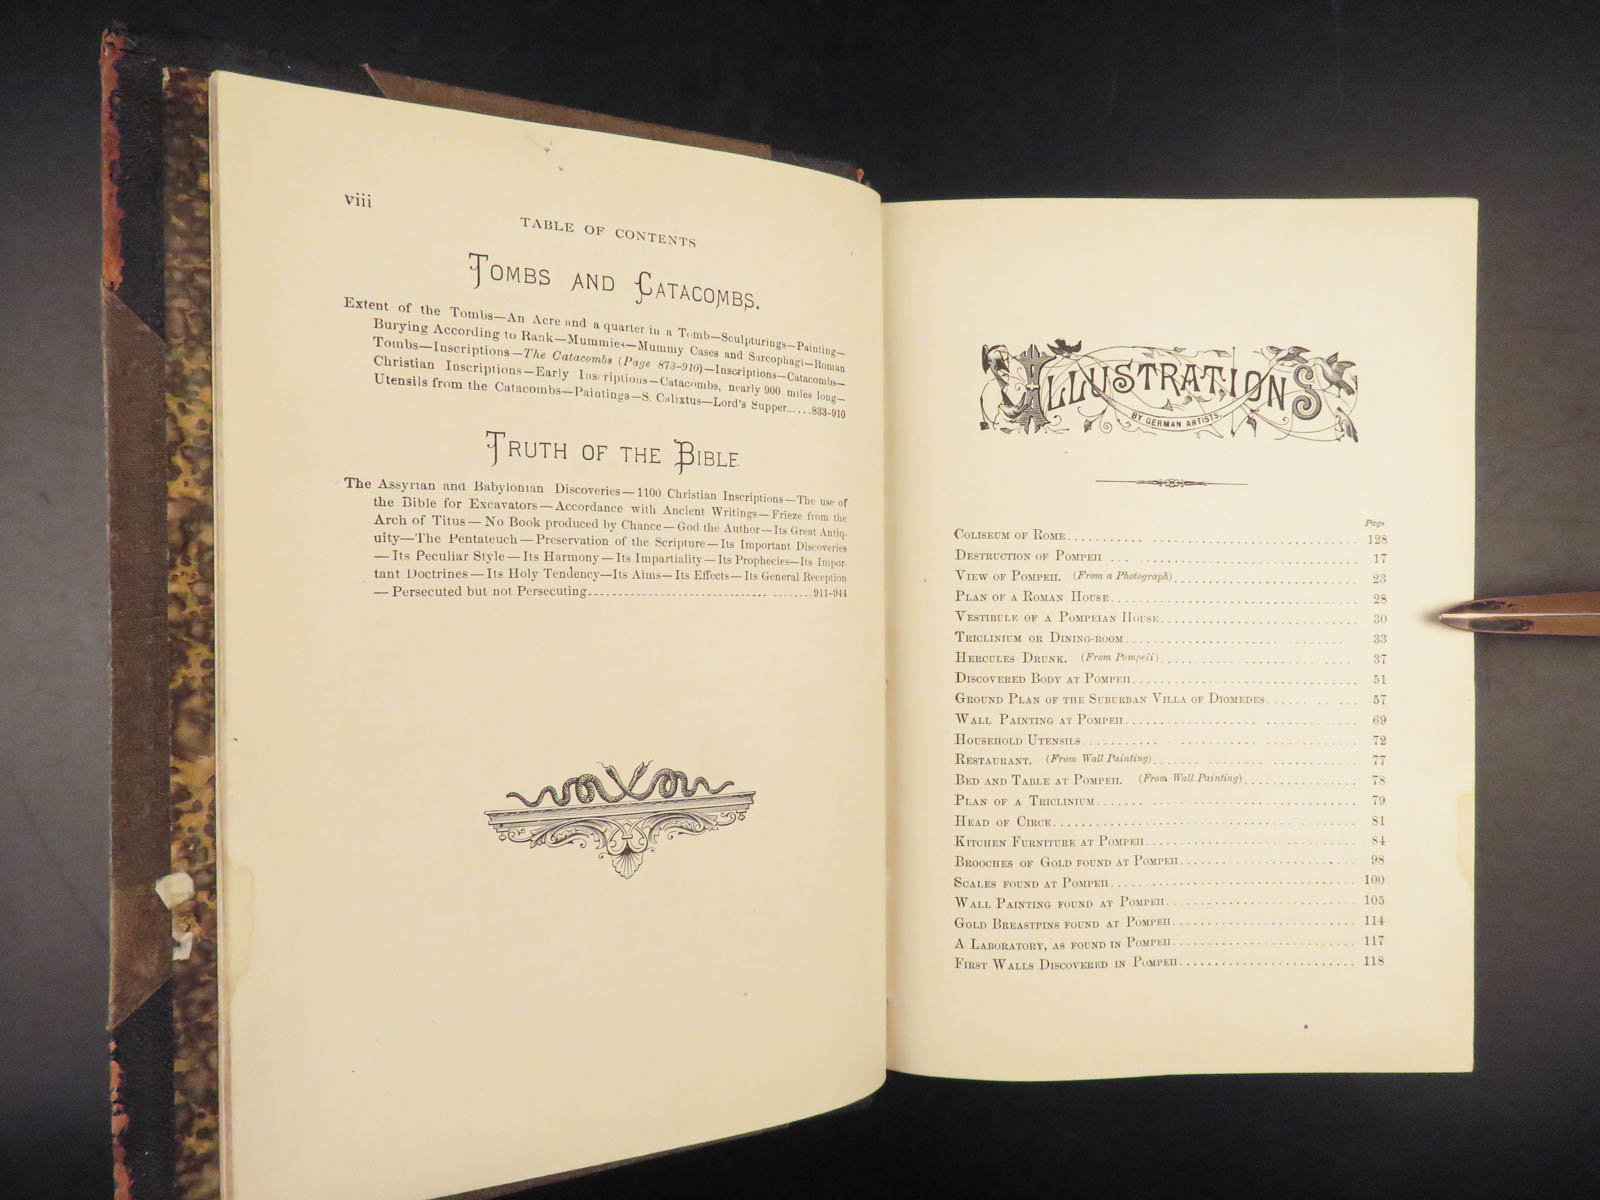 viii
TABLE OF CONTENTS
TOMBS AND CATACOMBS.
Extent of the Tombs—An Acre and a quarter in a Tomb—Sculpturings—Painting—
Burying According to Rank—Mummies—Mummy Cases and Sarcophagi—Roman
Tombs—Inscriptions—The Catacombs (Page 873-910)—Inscriptions—Catacombs—
Christian Inscriptions—Early Inscriptions—Catacombs, nearly 900 miles long—
Utensils from the Catacombs—Paintings—S. Calixtus—Lord's Supper......833-910
TRUTH OF THE BIBLE
The Assyrian and Babylonian Discoveries—1100 Christian Inscriptions—The use of
the Bible for Excavators—Accordance with Ancient Writings—Frieze from the
Arch of Titus—No Book produced by Chance—God the Author—Its Great Antiq-
uity—The Pentateuch—Preservation of the Scripture—Its Important Discoveries
—Its Peculiar Style—Its Harmony—Its Impartiality—Its Prophecies—Its Impor-
tant Doctrines—Its Holy Tendency—Its Aims—Its Effects—Its General Reception
—Persecuted but not Persecuting........911-944
ILLUSTRATIONS
BY GERMAN ARTISTS.
Page
COLISEUM OF ROME........128
DESTRUCTION OF POMPEII........17
VIEW OF POMPEII. (From a Photograph)........23
PLAN OF A ROMAN HOUSE........28
VESTIBULE OF A POMPEIAN HOUSE........30
TRICLINIUM OR DINING-ROOM........33
HERCULES DRUNK. (From Pompeii)........37
DISCOVERED BODY AT POMPEII........51
GROUND PLAN OF THE SUBURBAN VILLA OF DIOMEDES........57
WALL PAINTING AT POMPEII........69
HOUSEHOLD UTENSILS........72
RESTAURANT. (From Wall Painting)........77
BED AND TABLE AT POMPEII. (From Wall Painting)........78
PLAN OF A TRICLINIUM........79
HEAD OF CIRCE........81
KITCHEN FURNITURE AT POMPEII........84
BROOCHES OF GOLD FOUND AT POMPEII........98
SCALES FOUND AT POMPEII........100
WALL PAINTING FOUND AT POMPEII........105
GOLD BREASTPINS FOUND AT POMPEII........114
A LABORATORY, AS FOUND IN POMPEII........117
FIRST WALLS DISCOVERED IN POMPEII........118